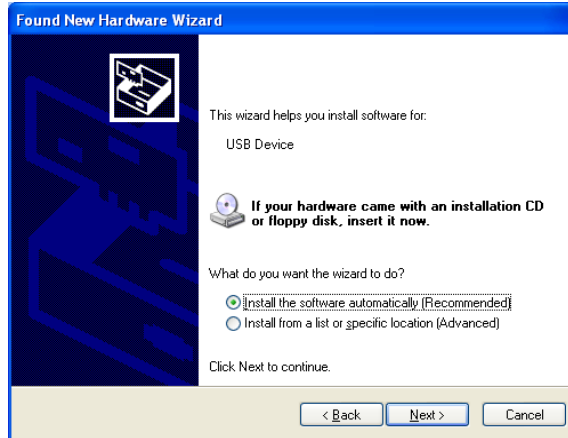 Found New Hardware Wizard
This wizard helps you install software for:
USB Device
If your hardware came with an installation CD
or floppy disk, insert it now.
What do you want the wizard to do?
Install the software automatically (Recommended)
Install from a list or specific location (Advanced)
Click Next to continue.
< Back Next > Cancel